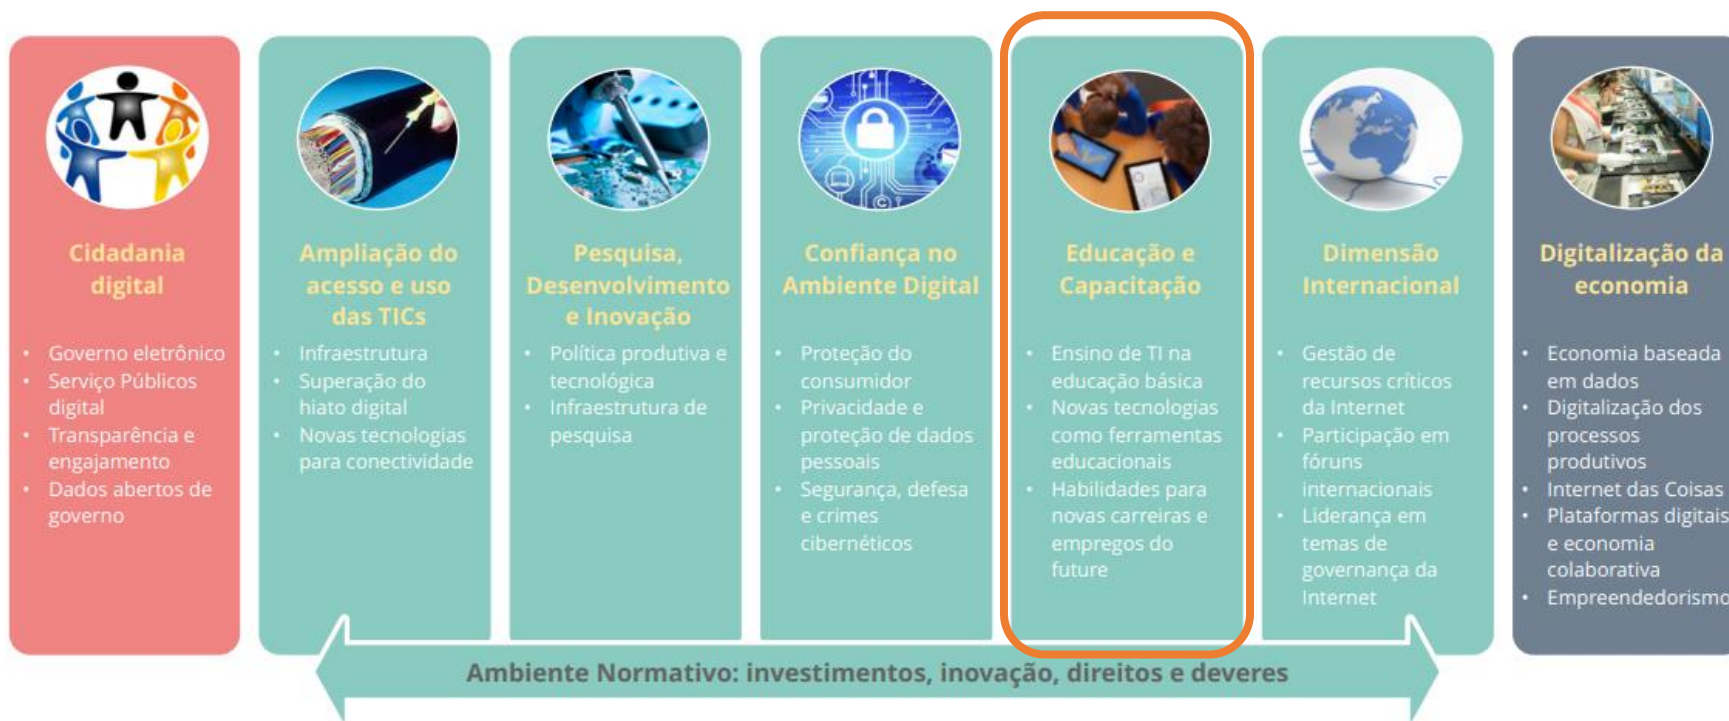 Cidadania
digital
• Governo eletrônico
• Serviço Públicos
digital
• Transparência e
engajamento
• Dados abertos de
governo
Ampliação do
acesso e uso
das TICs
• Infraestrutura
• Superação do
hiato digital
• Novas tecnologias
para conectividade
Pesquisa,
Desenvolvimento
e Inovação
• Política produtiva e
tecnológica
• Infraestrutura de
pesquisa
Confiança no
Ambiente Digital
• Proteção do
consumidor
• Privacidade e
proteção de dados
pessoais
• Segurança, defesa
e crimes
cibernéticos
Educação e
Capacitação
• Ensino de TI na
educação básica
• Novas tecnologias
como ferramentas
educacionais
• Habilidades para
novas carreiras e
empregos do
future
Dimensão
Internacional
• Gestão de
recursos críticos
da Internet
• Participação em
fóruns
internacionais
• Liderança em
temas de
governança da
Internet
Digitalização da
economia
• Economia baseada
em dados
• Digitalização dos
processos
produtivos
• Internet das Coisas
• Plataformas digitais
e economia
colaborativa
• Empreendedorismo
Ambiente Normativo: investimentos, inovação, direitos e deveres